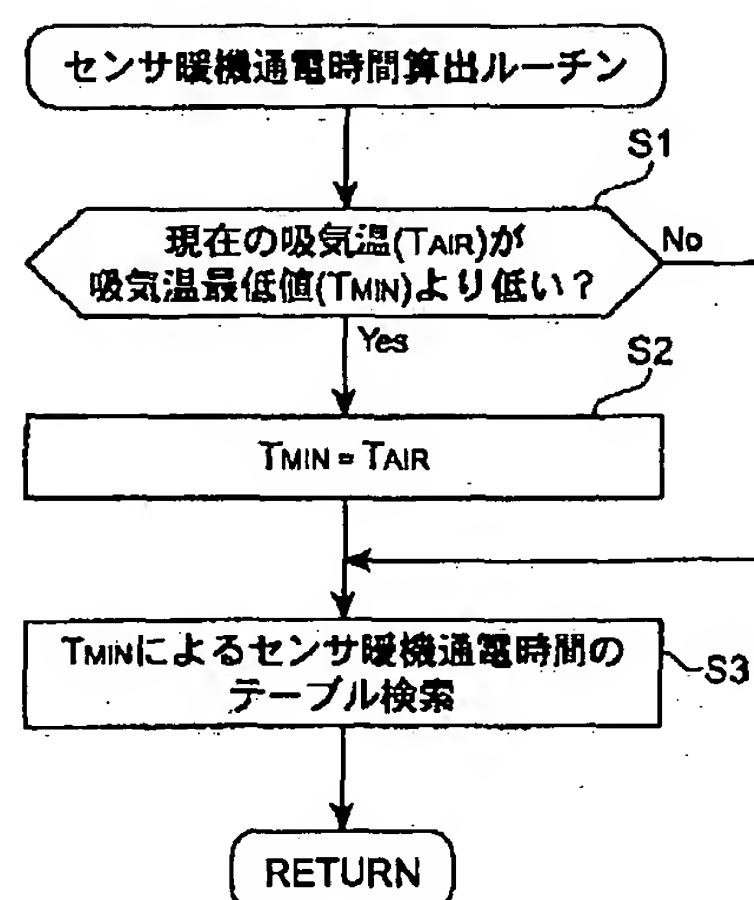 センサ暖機通電時間算出ルーチン
S1
現在の吸気温(TAIR)が
吸気温最低値(TMIN)より低い？
No
Yes
S2
TMIN = TAIR
TMINによるセンサ暖機通電時間の
テーブル検索
S3
RETURN